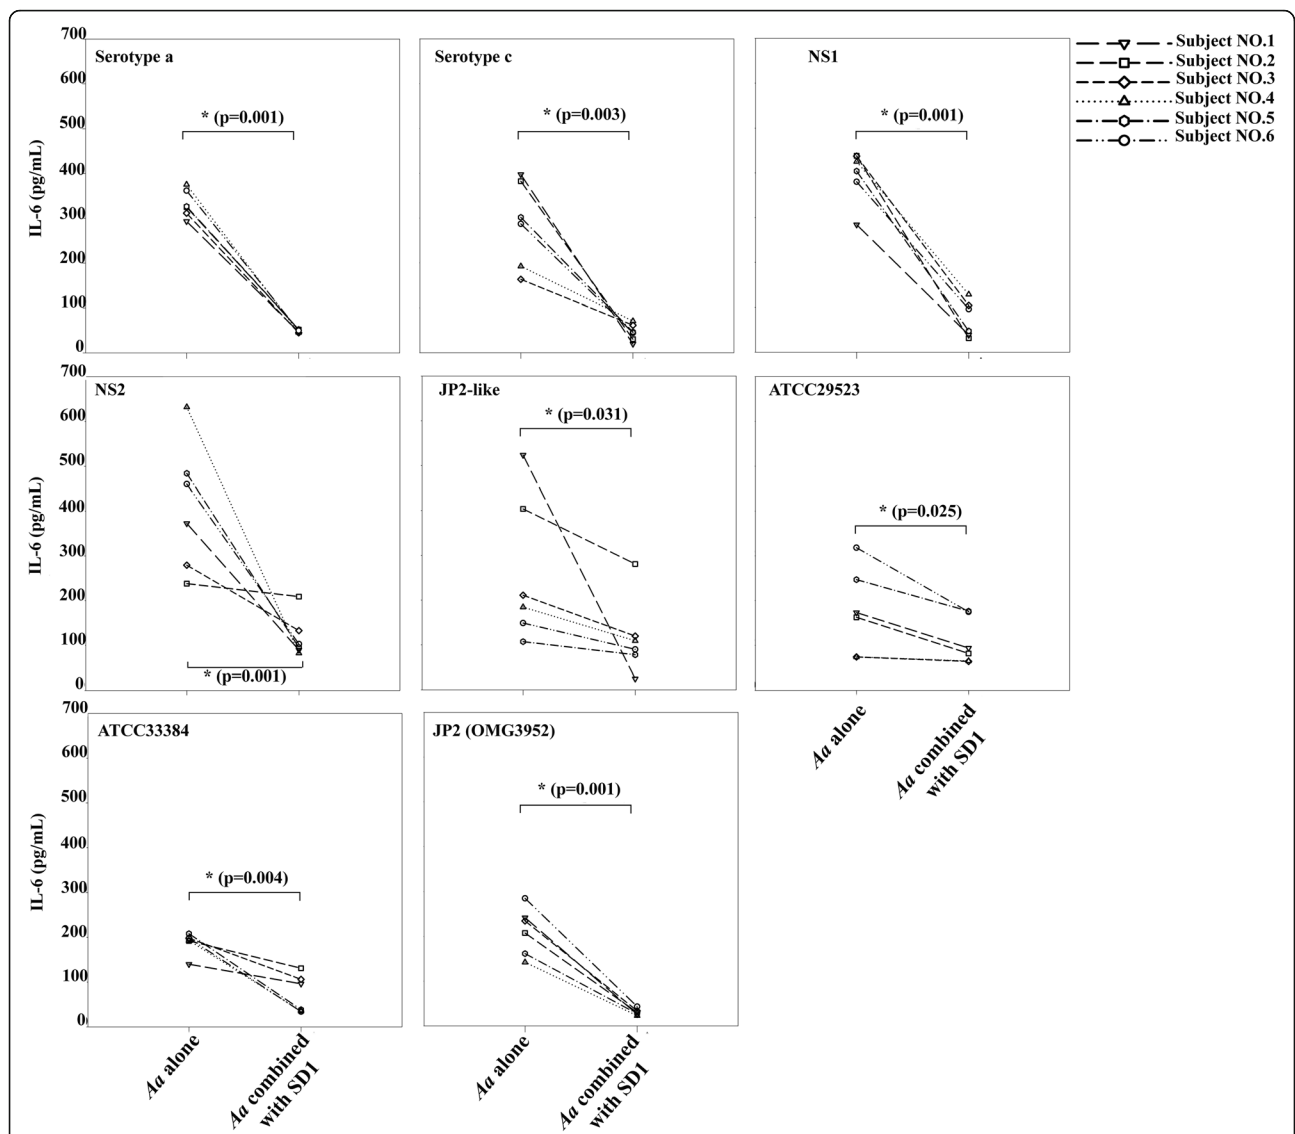 Serotype a
Serotype c
NS1
Subject NO.1
Subject NO.2
Subject NO.3
Subject NO.4
Subject NO.5
Subject NO.6
700
600
500
400
300
200
100
0
IL-6 (pg/mL)
* (p=0.001)
* (p=0.003)
* (p=0.001)
NS2
JP2-like
ATCC29523
700
600
500
400
300
200
100
0
IL-6 (pg/mL)
* (p=0.001)
* (p=0.031)
* (p=0.025)
Aa alone
Aa combined
with SD1
ATCC33384
JP2 (OMG3952)
700
600
500
400
300
200
100
0
IL-6 (pg/mL)
* (p=0.004)
* (p=0.001)
Aa alone
Aa combined
with SD1
Aa alone
Aa combined
with SD1